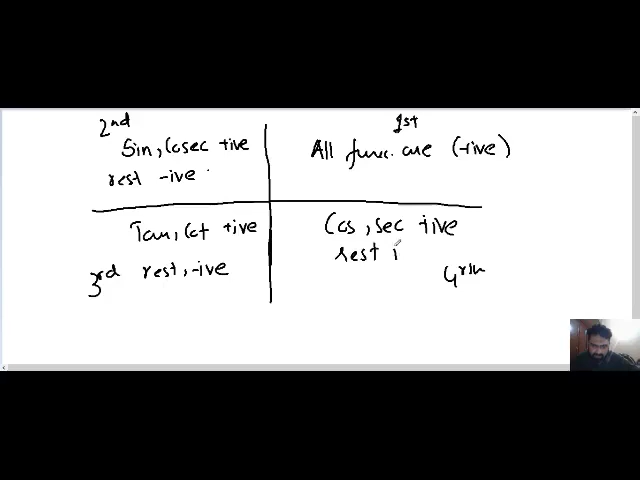 2nd
Sin, Cosec +ive
rest -ive
1st
All func. are (+ive)
Tan, Cot +ive
3rd rest, -ive
Cos, sec +ive
rest i
4rth